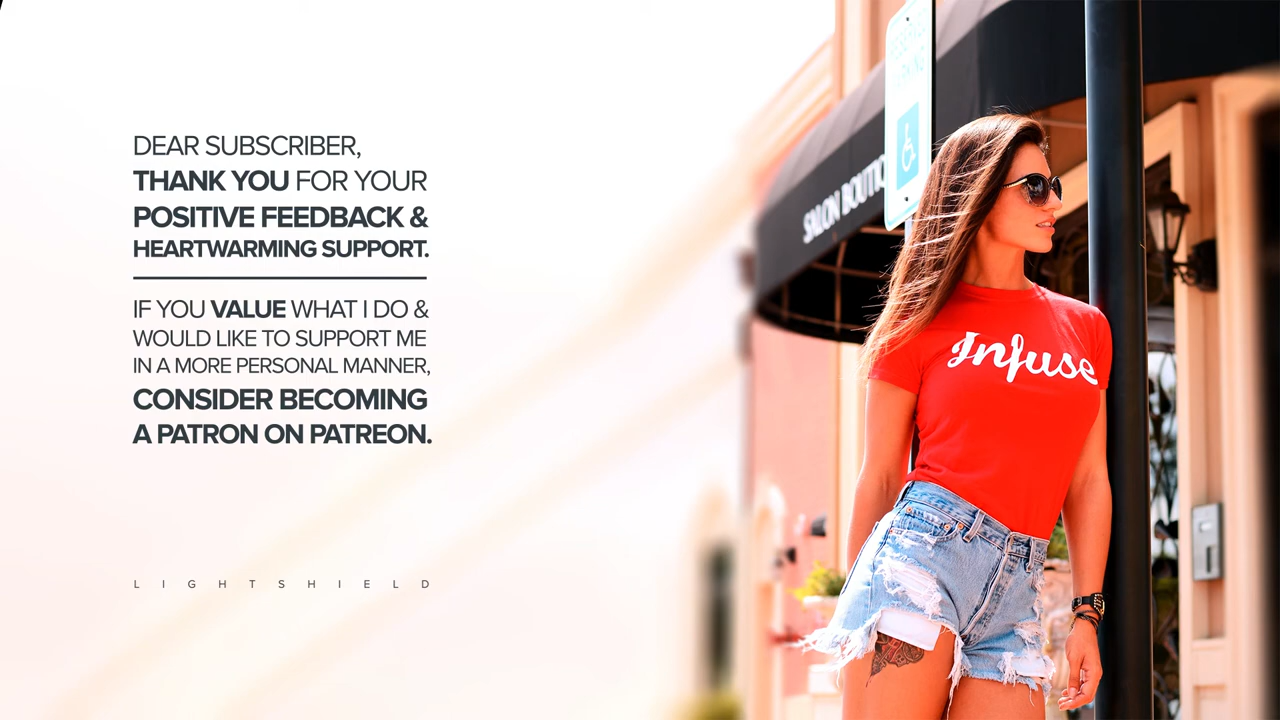 DEAR SUBSCRIBER,
THANK YOU FOR YOUR
POSITIVE FEEDBACK &
HEARTWARMING SUPPORT.
IF YOU VALUE WHAT I DO &
WOULD LIKE TO SUPPORT ME
IN A MORE PERSONAL MANNER,
CONSIDER BECOMING
A PATRON ON PATREON.
LIGHTSHIELD
SALON
Infuse